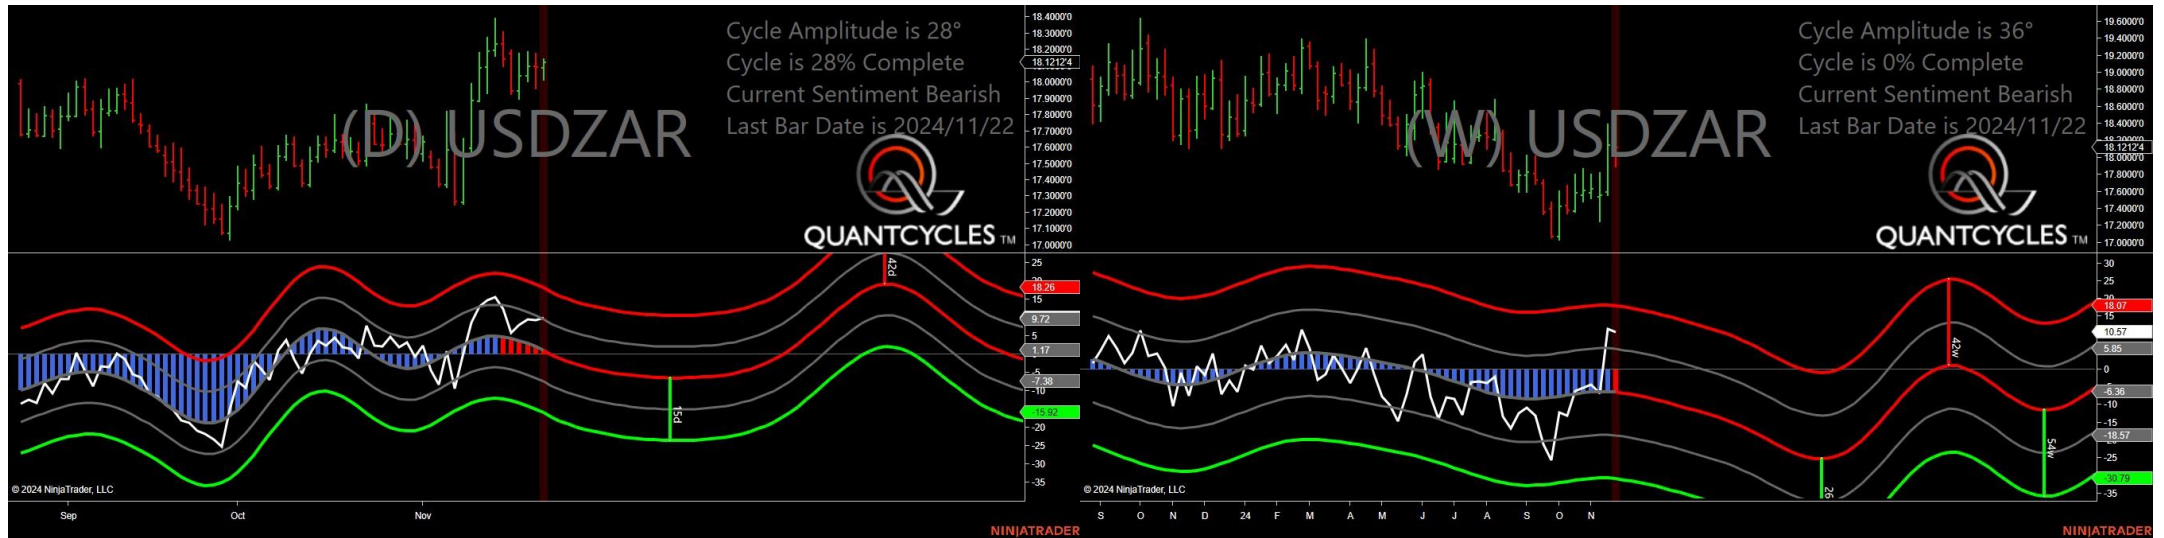 Cycle Amplitude is 28°
Cycle is 28% Complete
Current Sentiment Bearish
Last Bar Date is 2024/11/22
(D) USDZAR
QUANTCYCLES TM
18.4000'0
18.3000'0
18.2000'0
18.1212'4
18.0000'0
17.9000'0
17.8000'0
17.7000'0
17.6000'0
17.5000'0
17.4000'0
17.3000'0
17.2000'0
17.1000'0
17.0000'0
25
18.26
15
9.72
5
1.17
-5
-7.38
-10
-15.92
-20
-25
-30
-35
42d
15d
© 2024 NinjaTrader, LLC
Sep
Oct
Nov
NINJATRADER
Cycle Amplitude is 36°
Cycle is 0% Complete
Current Sentiment Bearish
Last Bar Date is 2024/11/22
(W) USDZAR
QUANTCYCLES TM
19.6000'0
19.4000'0
19.2000'0
19.0000'0
18.8000'0
18.6000'0
18.4000'0
18.1212'4
18.0000'0
17.8000'0
17.6000'0
17.4000'0
17.2000'0
17.0000'0
30
25
18.07
15
10.57
5.85
0
-6.36
-10
-18.57
-25
-30.79
-35
42w
54w
26
© 2024 NinjaTrader, LLC
S O N D 24 F M A M J J A S O N
NINJATRADER